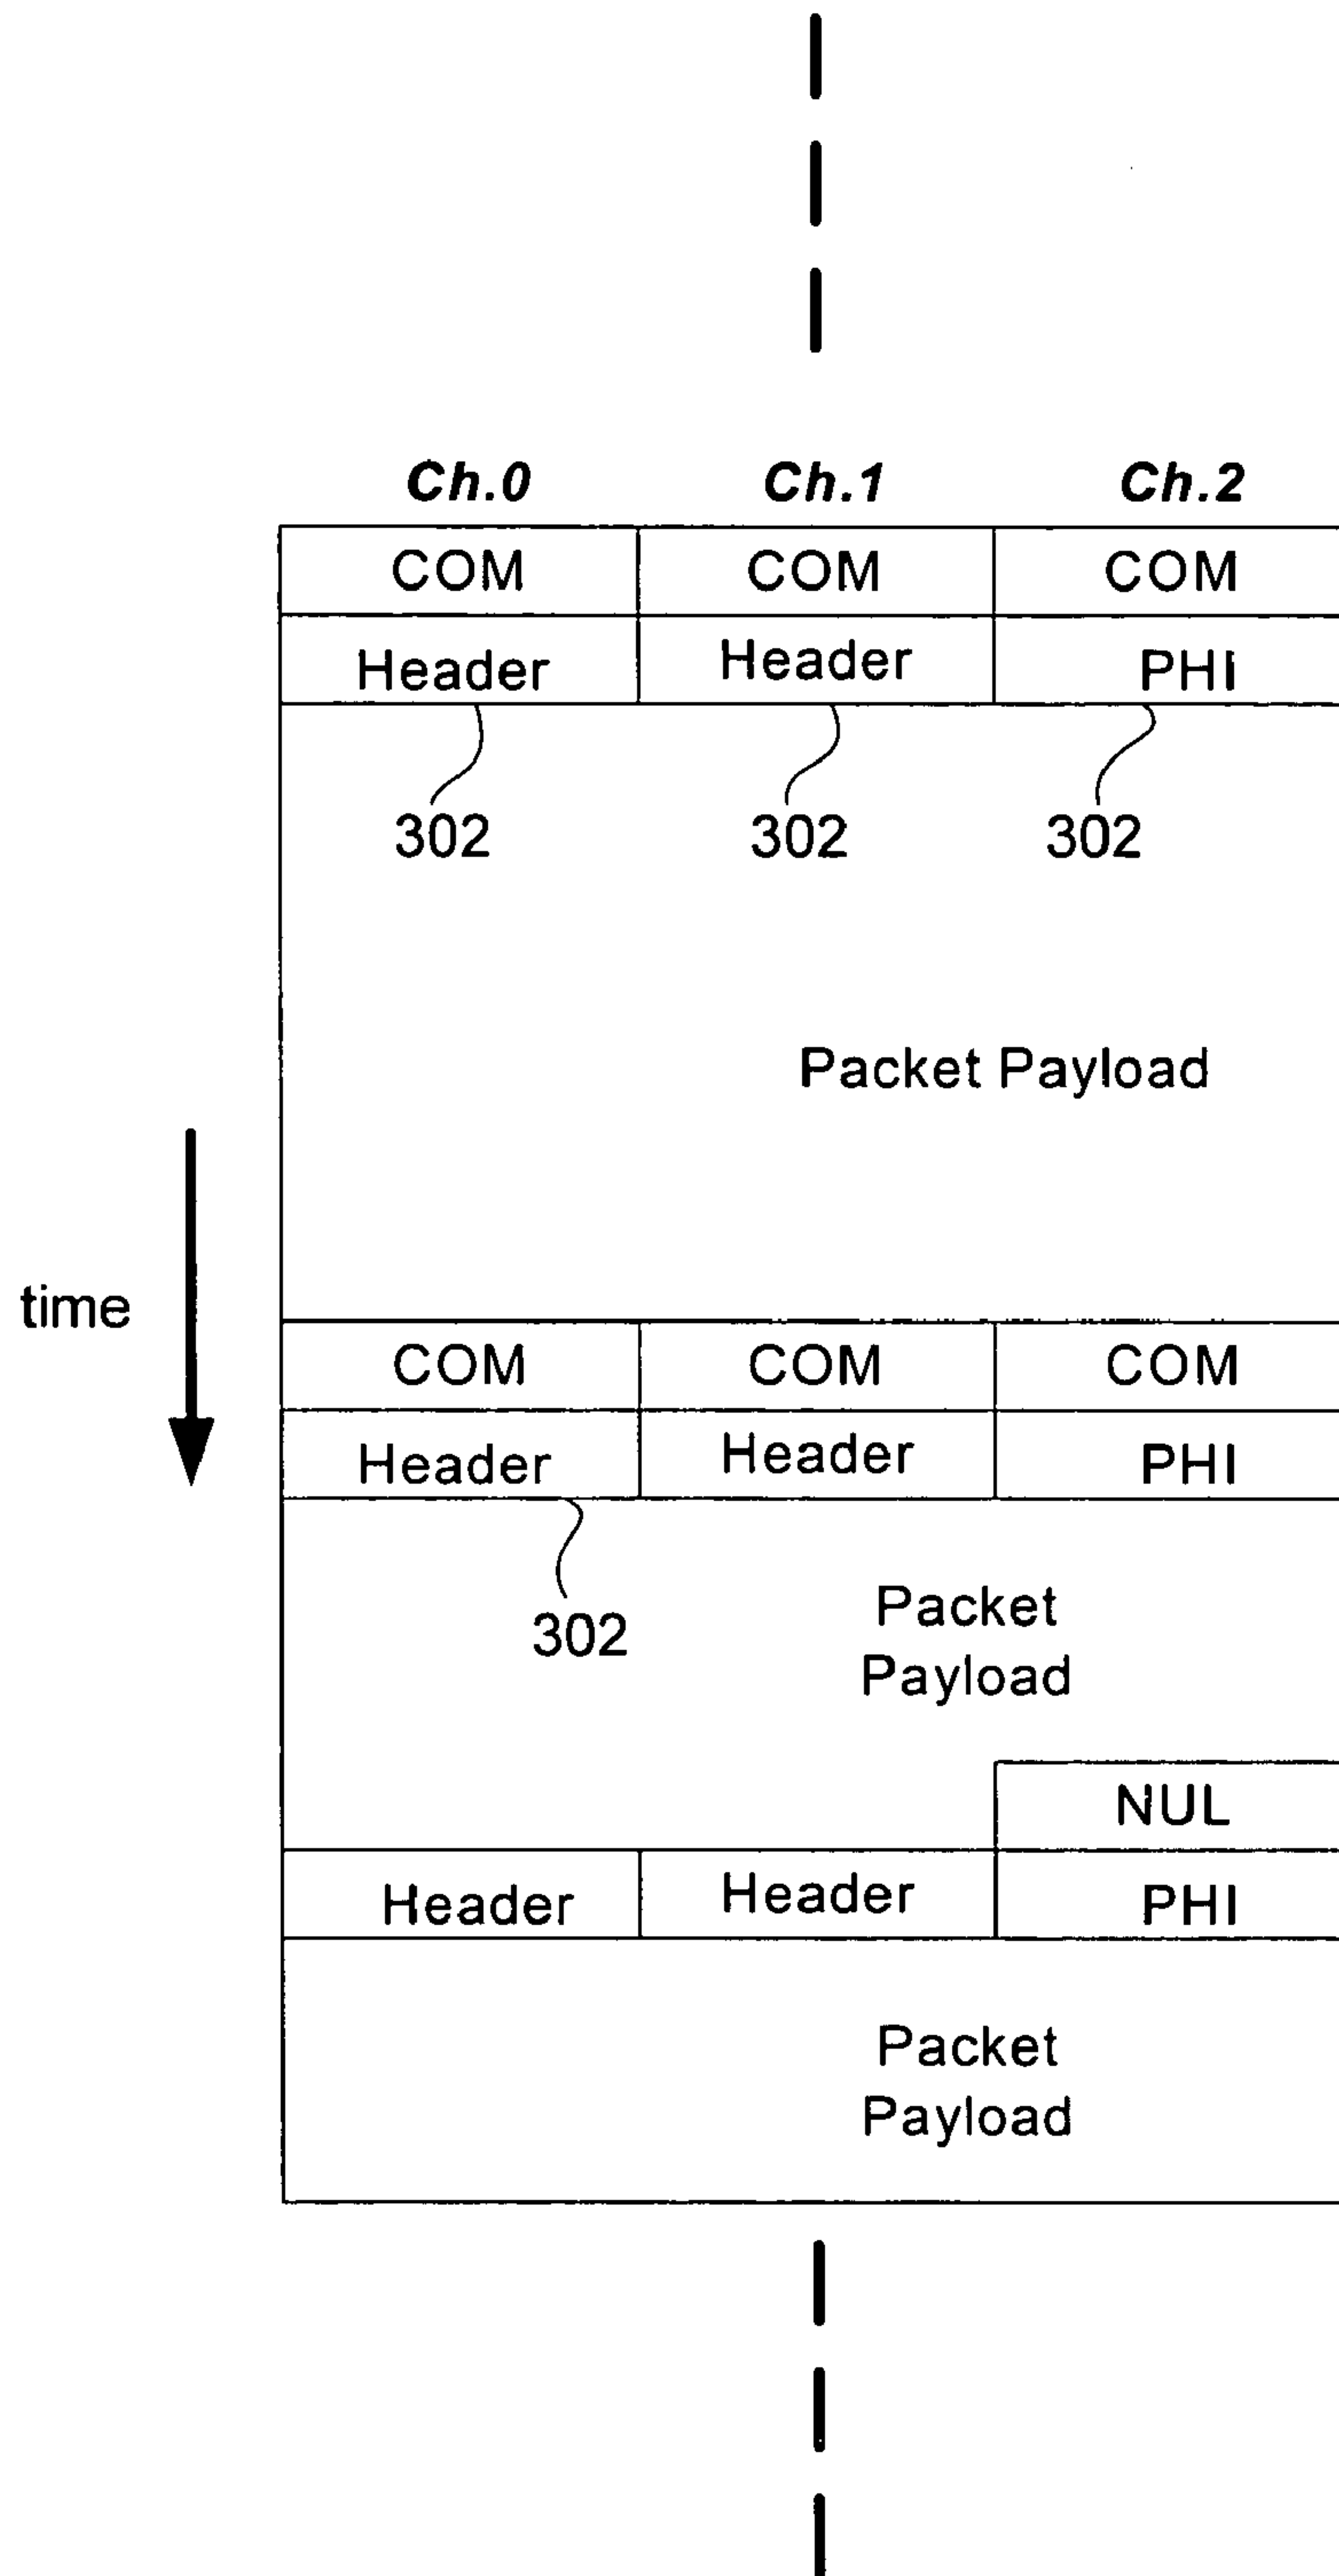 Ch.0 Ch.1 Ch.2
COM COM COM
Header Header PHI
302 302 302
Packet Payload
time
COM COM COM
Header Header PHI
302
Packet
Payload
NUL
Header Header PHI
Packet
Payload